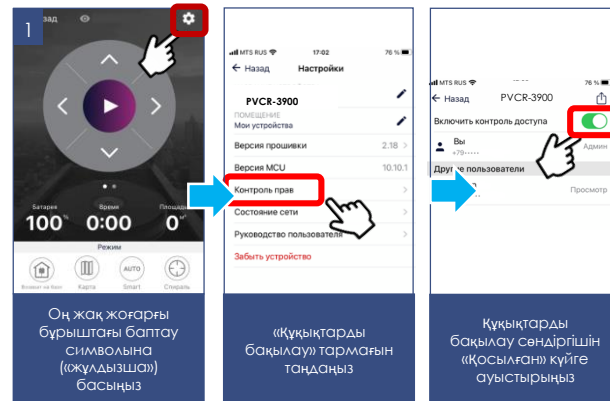 1
зад
Батарея
Время
Площадь
100 %
0:00
0 м²
Режим
Возврат на базу
Карта
AUTO
Smart
Спираль
Оң жақ жоғарғы
бұрыштағы баптау
символына
(«жұлдызша»)
басыңыз
MTS RUS 17:02 76 %
Назад Настройки
PVCR-3900
ПОМЕЩЕНИЕ
Мои устройства
Версия прошивки 2.18
Версия MCU 10.10.1
Контроль прав
Состояние сети
Руководство пользователя
Забыть устройство
«Құқықтарды
бақылау» тармағын
таңдаңыз
MTS RUS 76 %
Назад PVCR-3900
Включить контроль доступа
Вы
+79····· Админ
Другие пользователи
Просмотр
Құқықтарды
бақылау сөндіргішін
«Қосылған» күйге
ауыстырыңыз